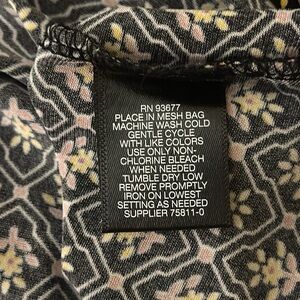 RN 93677
PLACE IN MESH BAG
MACHINE WASH COLD
GENTLE CYCLE
WITH LIKE COLORS
USE ONLY NON-
CHLORINE BLEACH
WHEN NEEDED
TUMBLE DRY LOW
REMOVE PROMPTLY
IRON ON LOWEST
SETTING AS NEEDED
SUPPLIER 75811-0